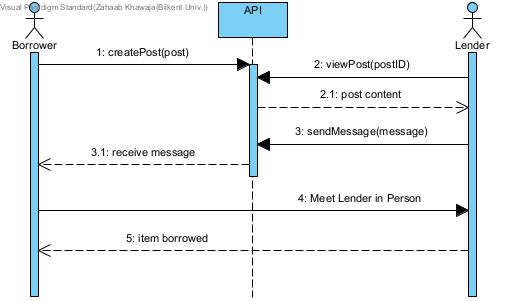 Visual Paradigm Standard(Zahaab Khawaja(Bilkent Univ.))
API
Borrower
Lender
1: createPost(post)
2: viewPost(postID)
2.1: post content
3: sendMessage(message)
3.1: receive message
4: Meet Lender in Person
5: item borrowed